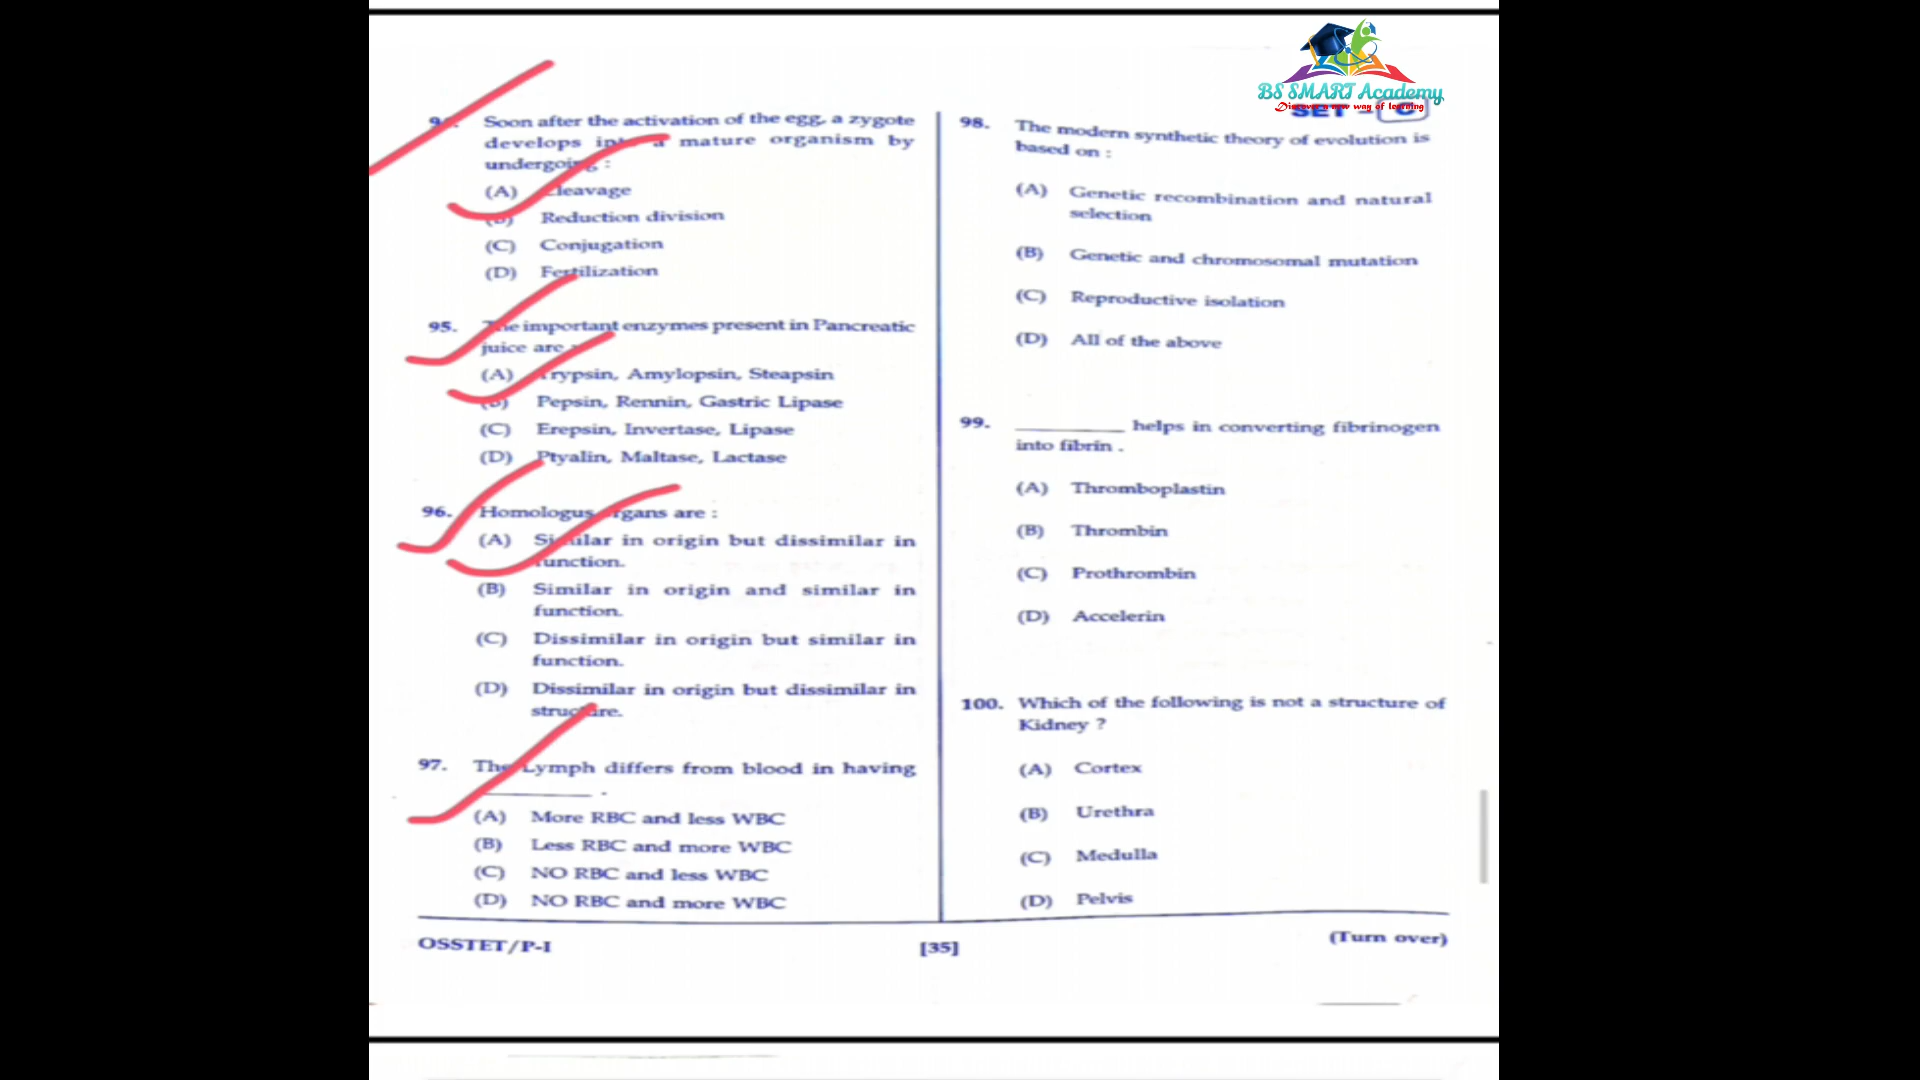 BS SMART Academy
Discover a new way of learning
SET - C
94. Soon after the activation of the egg, a zygote
develops into a mature organism by
undergoing :
(A) Cleavage
(B) Reduction division
(C) Conjugation
(D) Fertilization
95. The important enzymes present in Pancreatic
juice are
(A) Trypsin, Amylopsin, Steapsin
(B) Pepsin, Rennin, Gastric Lipase
(C) Erepsin, Invertase, Lipase
(D) Ptyalin, Maltase, Lactase
96. Homologus organs are :
(A) Similar in origin but dissimilar in
function.
(B) Similar in origin and similar in
function.
(C) Dissimilar in origin but similar in
function.
(D) Dissimilar in origin but dissimilar in
structure.
97. The Lymph differs from blood in having
__________ .
(A) More RBC and less WBC
(B) Less RBC and more WBC
(C) NO RBC and less WBC
(D) NO RBC and more WBC
98. The modern synthetic theory of evolution is
based on :
(A) Genetic recombination and natural
selection
(B) Genetic and chromosomal mutation
(C) Reproductive isolation
(D) All of the above
99. __________ helps in converting fibrinogen
into fibrin .
(A) Thromboplastin
(B) Thrombin
(C) Prothrombin
(D) Accelerin
100. Which of the following is not a structure of
Kidney ?
(A) Cortex
(B) Urethra
(C) Medulla
(D) Pelvis
OSSTET/P-I
[35]
(Turn over)